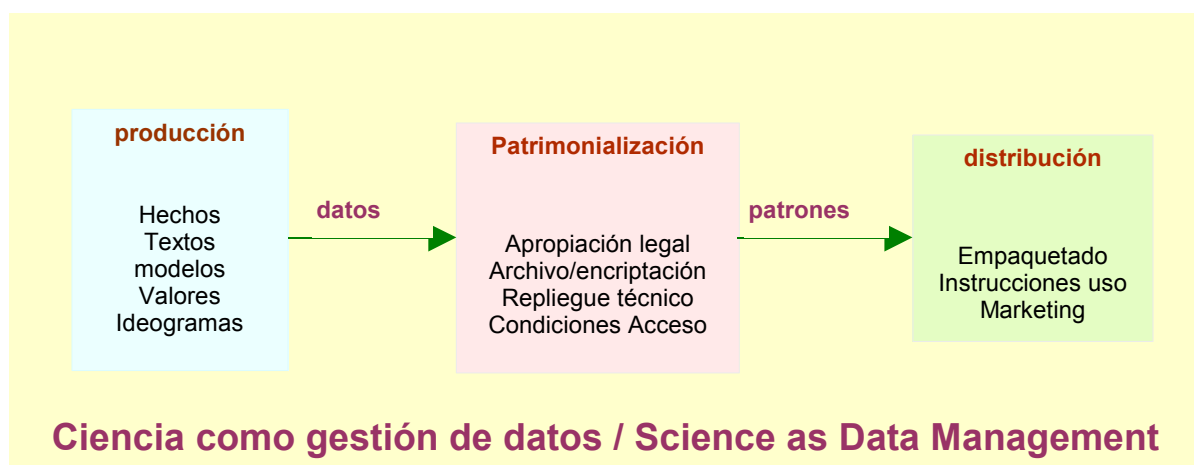 producción
Hechos
Textos
modelos
Valores
Ideogramas
datos
Patrimonialización
Apropiación legal
Archivo/encriptación
Repliegue técnico
Condiciones Acceso
patrones
distribución
Empaquetado
Instrucciones uso
Marketing
Ciencia como gestión de datos / Science as Data Management